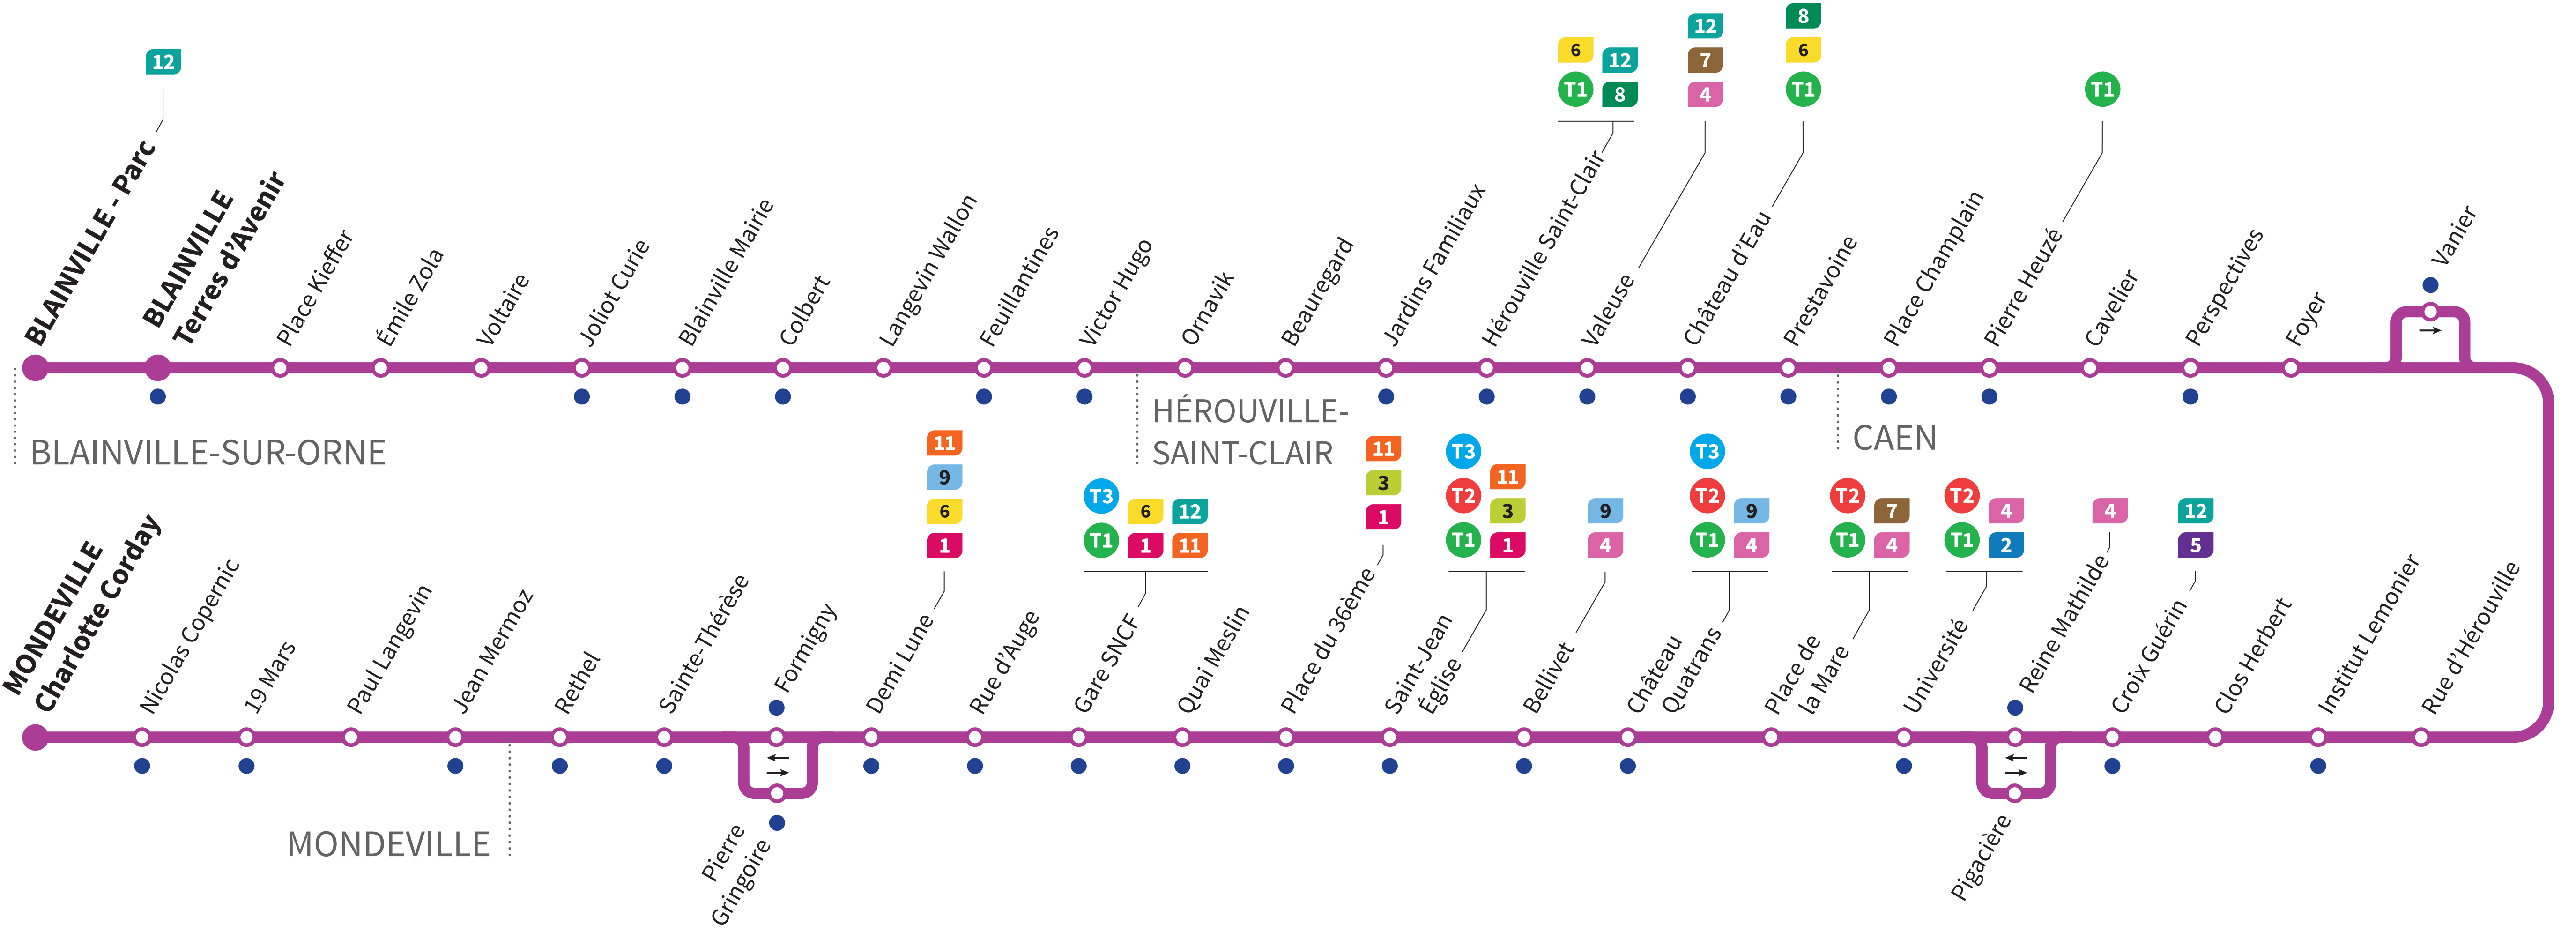 12
BLAINVILLE - Parc
BLAINVILLE
Terres d'Avenir
Place Kieffer
Émile Zola
Voltaire
Joliot Curie
Blainville Mairie
Colbert
Langevin Wallon
Feuillantines
Victor Hugo
Ornavik
Beauregard
Jardins Familiaux
6 12
T1 8
Hérouville Saint-Clair
12
7
4
Valeuse
8
6
T1
Château d'Eau
Prestavoine
Place Champlain
T1
Pierre Heuzé
Cavelier
Perspectives
Foyer
Vanier
→
BLAINVILLE-SUR-ORNE
HÉROUVILLE-
SAINT-CLAIR
CAEN
MONDEVILLE
Charlotte Corday
Nicolas Copernic
19 Mars
Paul Langevin
Jean Mermoz
Rethel
Sainte-Thérèse
Formigny
←
→
Pierre
Gringoire
11
9
6
1
Demi Lune
Rue d'Auge
T3 6 12
T1 1 11
Gare SNCF
Quai Meslin
11
3
1
Place du 36ème
T3 11
T2 3
T1 1
Saint-Jean
Église
9
4
Bellivet
T3
T2 9
T1 4
Château
Quatrans
T2 7
T1 4
Place de
la Mare
T2 4
T1 2
Université
4
Reine Mathilde
←
→
Pigacière
12
5
Croix Guérin
Clos Herbert
Institut Lemonier
Rue d'Hérouville
MONDEVILLE